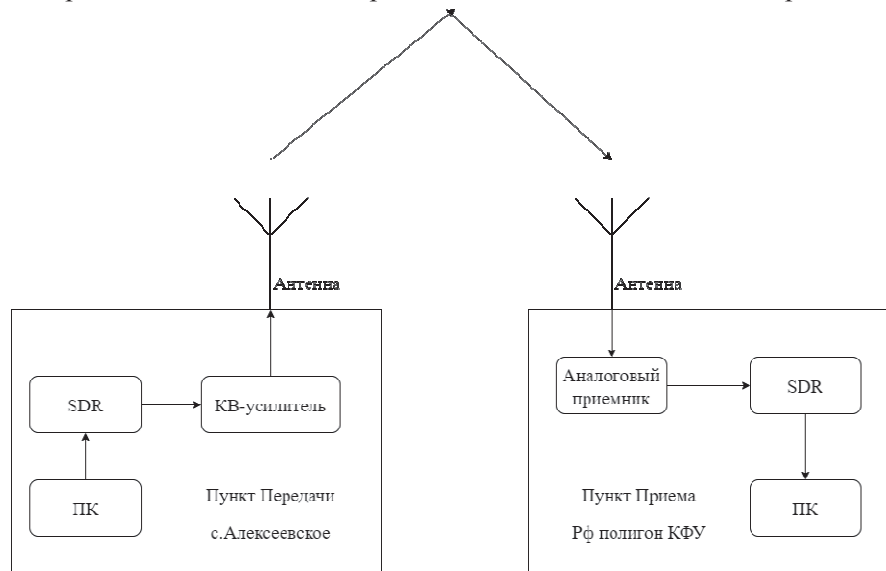 Антенна
SDR
КВ-усилитель
ПК
Пункт Передачи
с.Алексеевское
Антенна
Аналоговый
приемник
SDR
Пункт Приема
Рф полигон КФУ
ПК